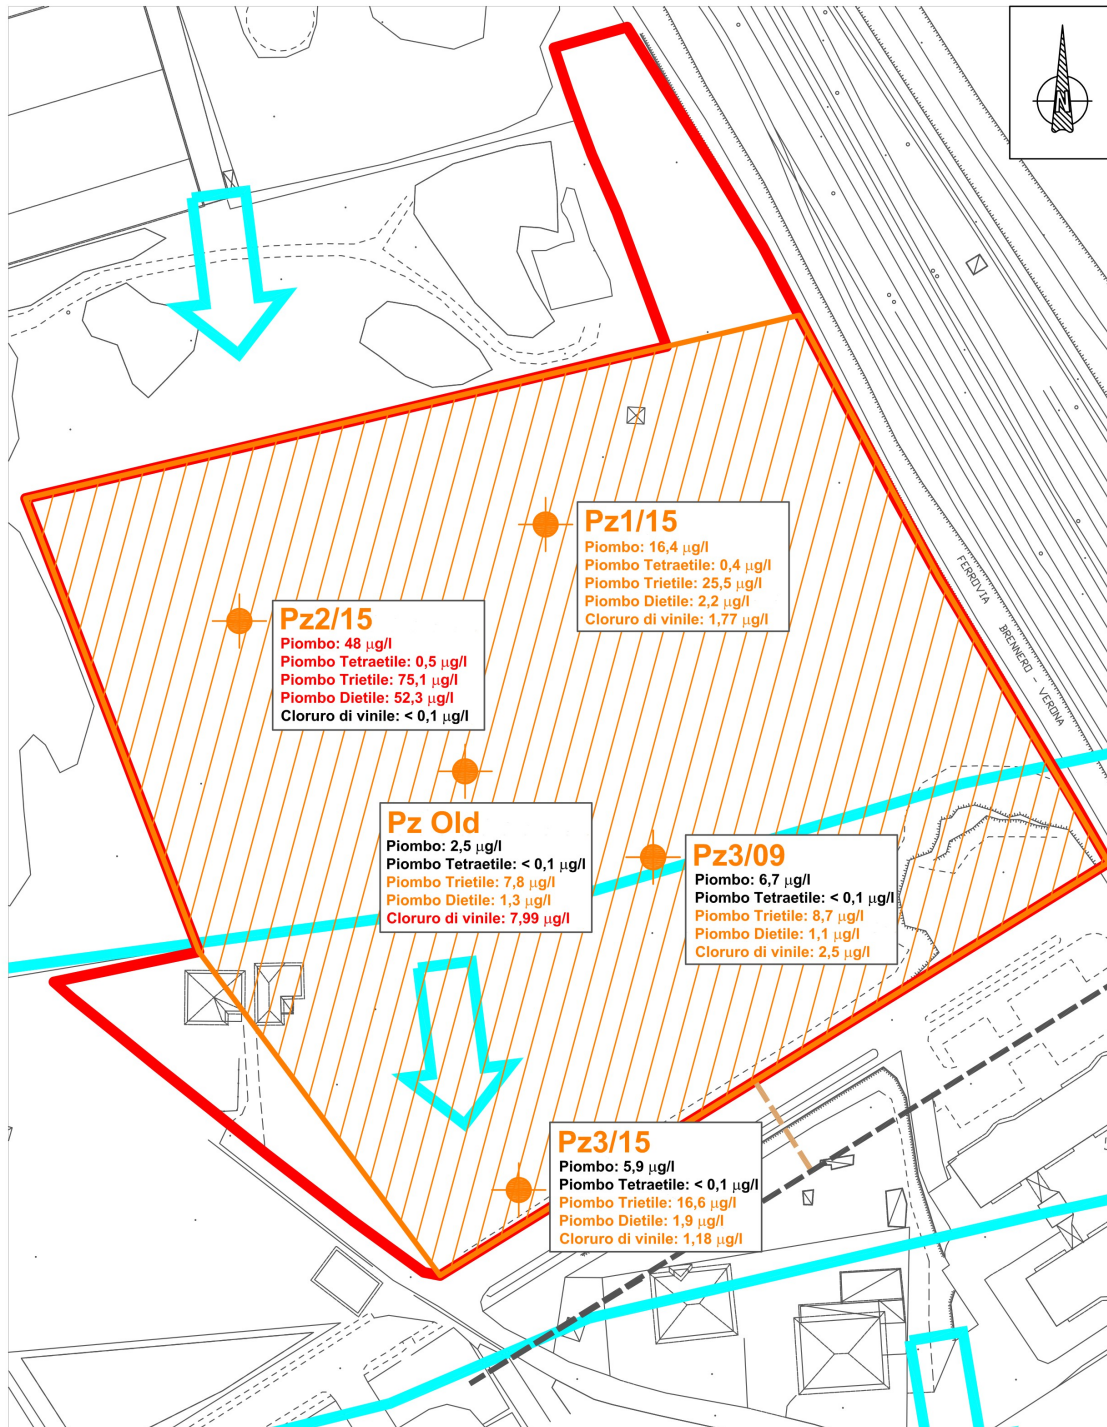 N
Pz1/15
Piombo: 16,4 µg/l
Piombo Tetraetile: 0,4 µg/l
Piombo Trietile: 25,5 µg/l
Piombo Dietile: 2,2 µg/l
Cloruro di vinile: 1,77 µg/l
FERROVIA BRENNERO - VERONA
Pz2/15
Piombo: 48 µg/l
Piombo Tetraetile: 0,5 µg/l
Piombo Trietile: 75,1 µg/l
Piombo Dietile: 52,3 µg/l
Cloruro di vinile: < 0,1 µg/l
Pz Old
Piombo: 2,5 µg/l
Piombo Tetraetile: < 0,1 µg/l
Piombo Trietile: 7,8 µg/l
Piombo Dietile: 1,3 µg/l
Cloruro di vinile: 7,99 µg/l
Pz3/09
Piombo: 6,7 µg/l
Piombo Tetraetile: < 0,1 µg/l
Piombo Trietile: 8,7 µg/l
Piombo Dietile: 1,1 µg/l
Cloruro di vinile: 2,5 µg/l
Pz3/15
Piombo: 5,9 µg/l
Piombo Tetraetile: < 0,1 µg/l
Piombo Trietile: 16,6 µg/l
Piombo Dietile: 1,9 µg/l
Cloruro di vinile: 1,18 µg/l